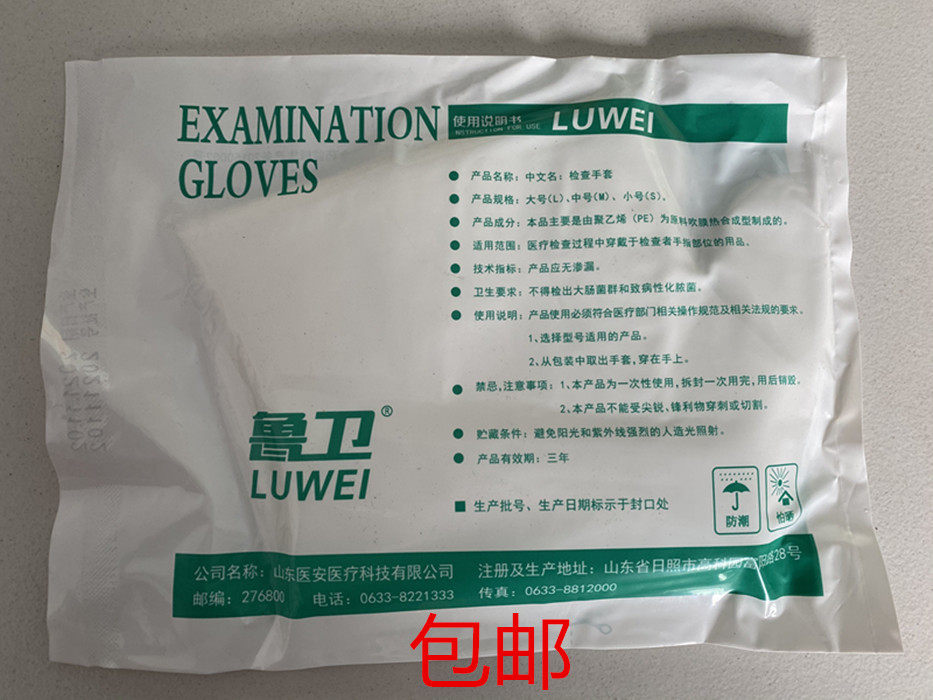 EXAMINATION
GLOVES
使用说明书
NSTRUCTION FOR USE
LUWEI
● 产品名称：中文名：检查手套
● 产品规格：大号(L)、中号(M)、小号(S)。
● 产品成分：本品主要是由聚乙烯（PE）为原料吹膜热合成型制成的。
● 适用范围：医疗检查过程中穿戴于检查者手指部位的用品。
● 技术指标：产品应无渗漏。
● 卫生要求：不得检出大肠菌群和致病性化脓菌。
● 使用说明：产品使用必须符合医疗部门相关操作规范及相关法规的要求。
1、选择型号适用的产品。
2、从包装中取出手套，穿在手上。
● 禁忌，注意事项：1、本产品为一次性使用，拆封一次用完，用后销毁。
2、本产品不能受尖锐、锋利物穿刺或切割。
● 贮藏条件：避免阳光和紫外线强烈的人造光照射。
● 产品有效期：三年
■ 生产批号、生产日期标示于封口处
鲁卫®
LUWEI
防潮
怕晒
公司名称：山东医安医疗科技有限公司
注册及生产地址：山东省日照市高科园 28号
邮编：276800
电话：0633-8221333
传真：0633-8812000
包邮